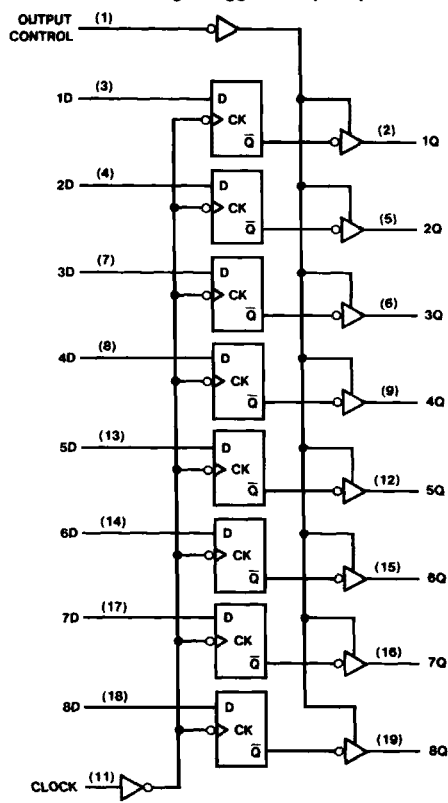 OUTPUT CONTROL (1)
1D (3) D CK Q̅ (2) 1Q
2D (4) D CK Q̅ (5) 2Q
3D (7) D CK Q̅ (6) 3Q
4D (8) D CK Q̅ (9) 4Q
5D (13) D CK Q̅ (12) 5Q
6D (14) D CK Q̅ (15) 6Q
7D (17) D CK Q̅ (16) 7Q
8D (18) D CK Q̅ (19) 8Q
CLOCK (11)